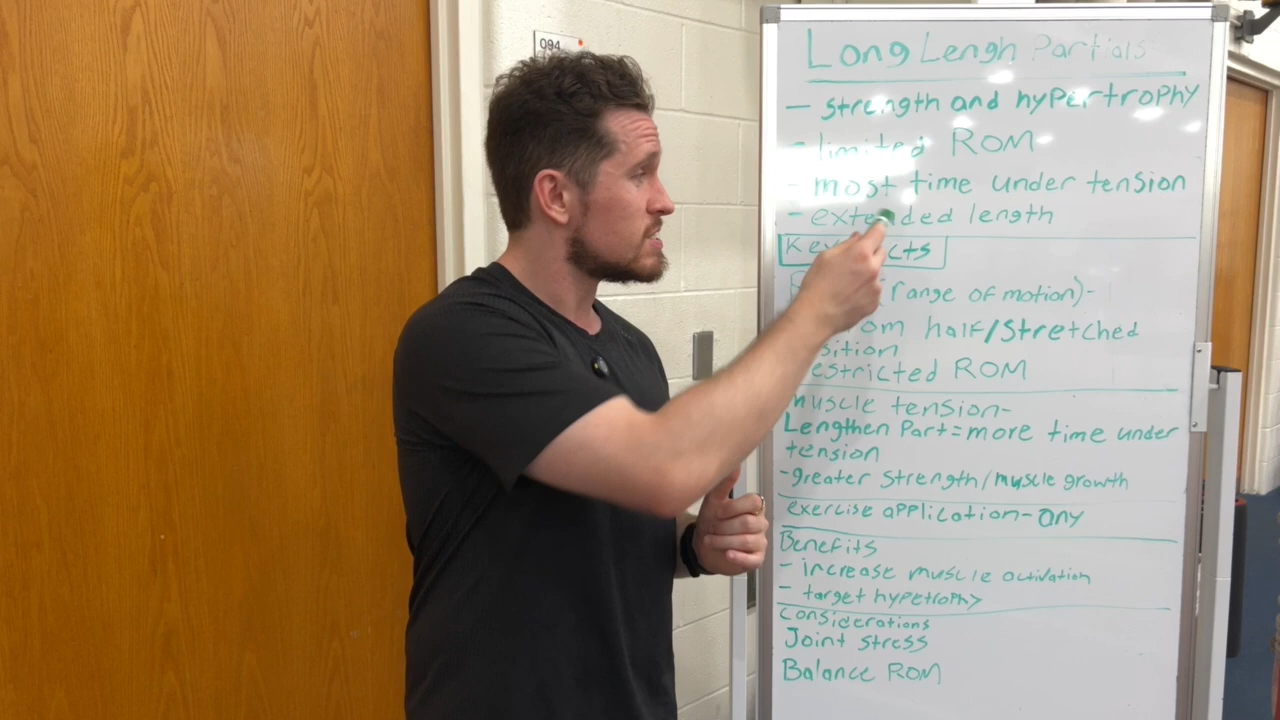 094
Long Lengh Partials
- strength and hypertrophy
- limited ROM
- most time under tension
- extended length
(range of motion)-
half/Stretched
ROM
muscle tension-
Lengthen Part=more time under
tension
-greater strength/muscle growth
exercise application-any
Benefits
- increase muscle activation
- target hypetrophy
Considerations
Joint stress
Balance ROM